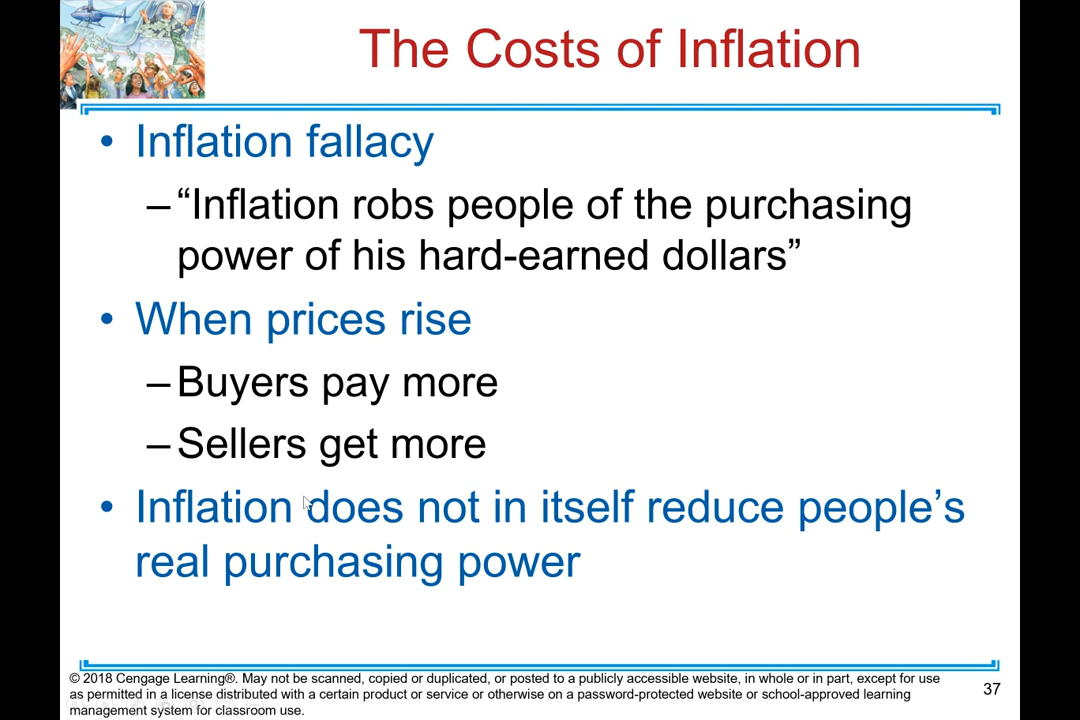 The Costs of Inflation
• Inflation fallacy
– “Inflation robs people of the purchasing
power of his hard-earned dollars”
• When prices rise
– Buyers pay more
– Sellers get more
• Inflation does not in itself reduce people’s
real purchasing power
© 2018 Cengage Learning®. May not be scanned, copied or duplicated, or posted to a publicly accessible website, in whole or in part, except for use
as permitted in a license distributed with a certain product or service or otherwise on a password-protected website or school-approved learning
management system for classroom use.
37